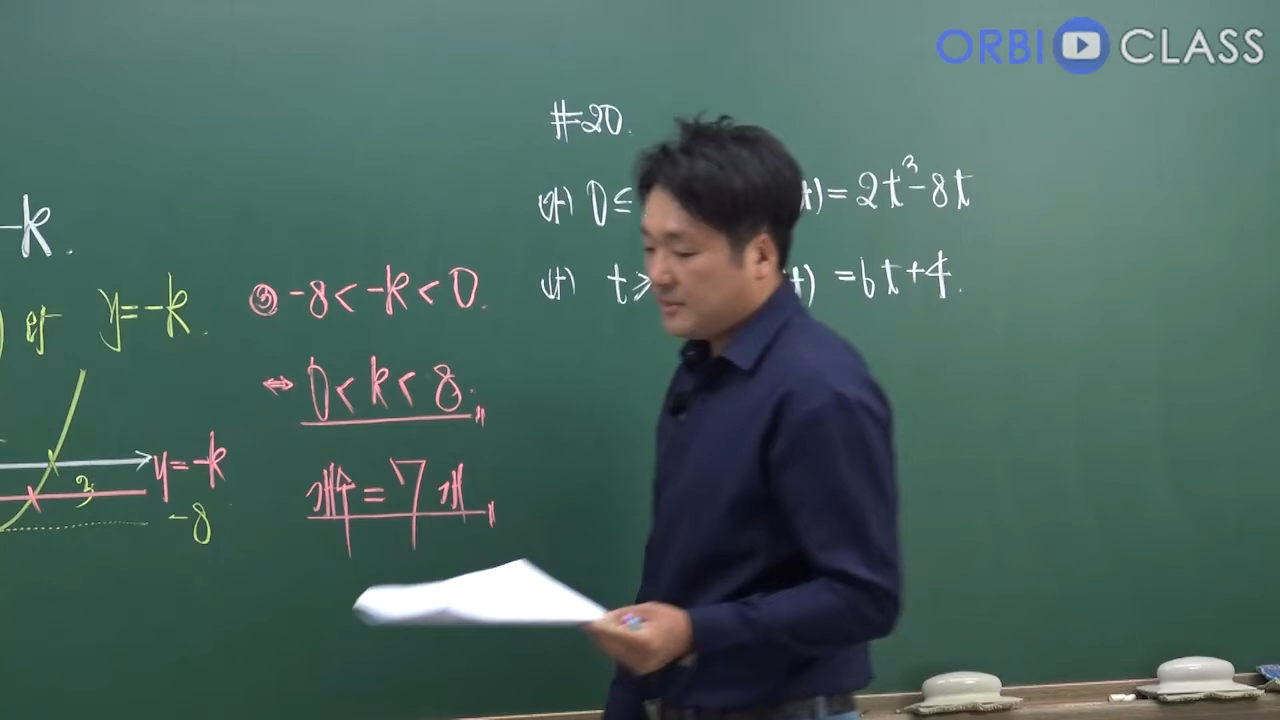 ORBI CLASS
#20.
-k.
가) 0≤ t)=2t³-8t
나) t≥ t) =6t+4.
y=-k.
③ -8<-k<0.
⇔ 0<k<8.
y=-k
-8
개수=7개